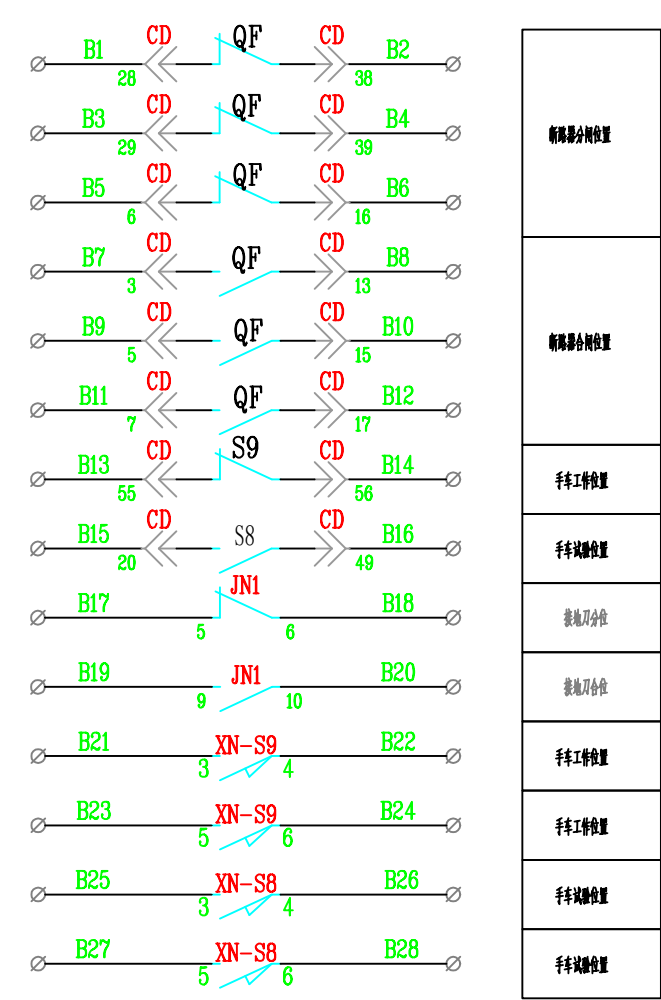 CD QF CD
B1 B2
28 38
断路器分闸位置
CD QF CD
B3 B4
29 39
CD QF CD
B5 B6
6 16
CD QF CD
B7 B8
3 13
断路器合闸位置
CD QF CD
B9 B10
5 15
CD QF CD
B11 B12
7 17
CD S9 CD
B13 B14
55 56
手车工作位置
CD S8 CD
B15 B16
20 49
手车试验位置
JN1
B17 B18
5 6
接地刀分位
JN1
B19 B20
9 10
接地刀合位
B21 XN-S9 B22
3 4
手车工作位置
B23 XN-S9 B24
5 6
手车工作位置
B25 XN-S8 B26
3 4
手车试验位置
B27 XN-S8 B28
5 6
手车试验位置